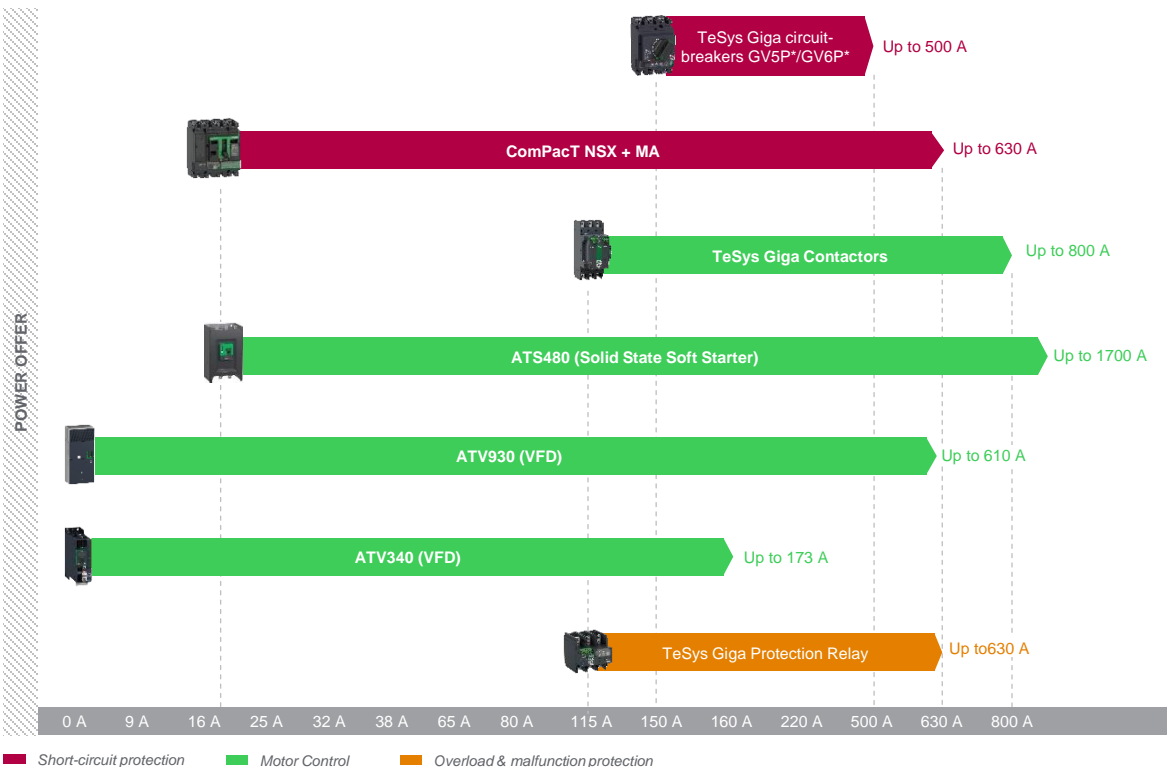 TeSys Giga circuit-
breakers GV5P*/GV6P*
Up to 500 A
ComPacT NSX + MA
Up to 630 A
TeSys Giga Contactors
Up to 800 A
POWER OFFER
ATS480 (Solid State Soft Starter)
Up to 1700 A
ATV930 (VFD)
Up to 610 A
ATV340 (VFD)
Up to 173 A
TeSys Giga Protection Relay
Up to630 A
0 A 9 A 16 A 25 A 32 A 38 A 65 A 80 A 115 A 150 A 160 A 220 A 500 A 630 A 800 A
Short-circuit protection Motor Control Overload & malfunction protection